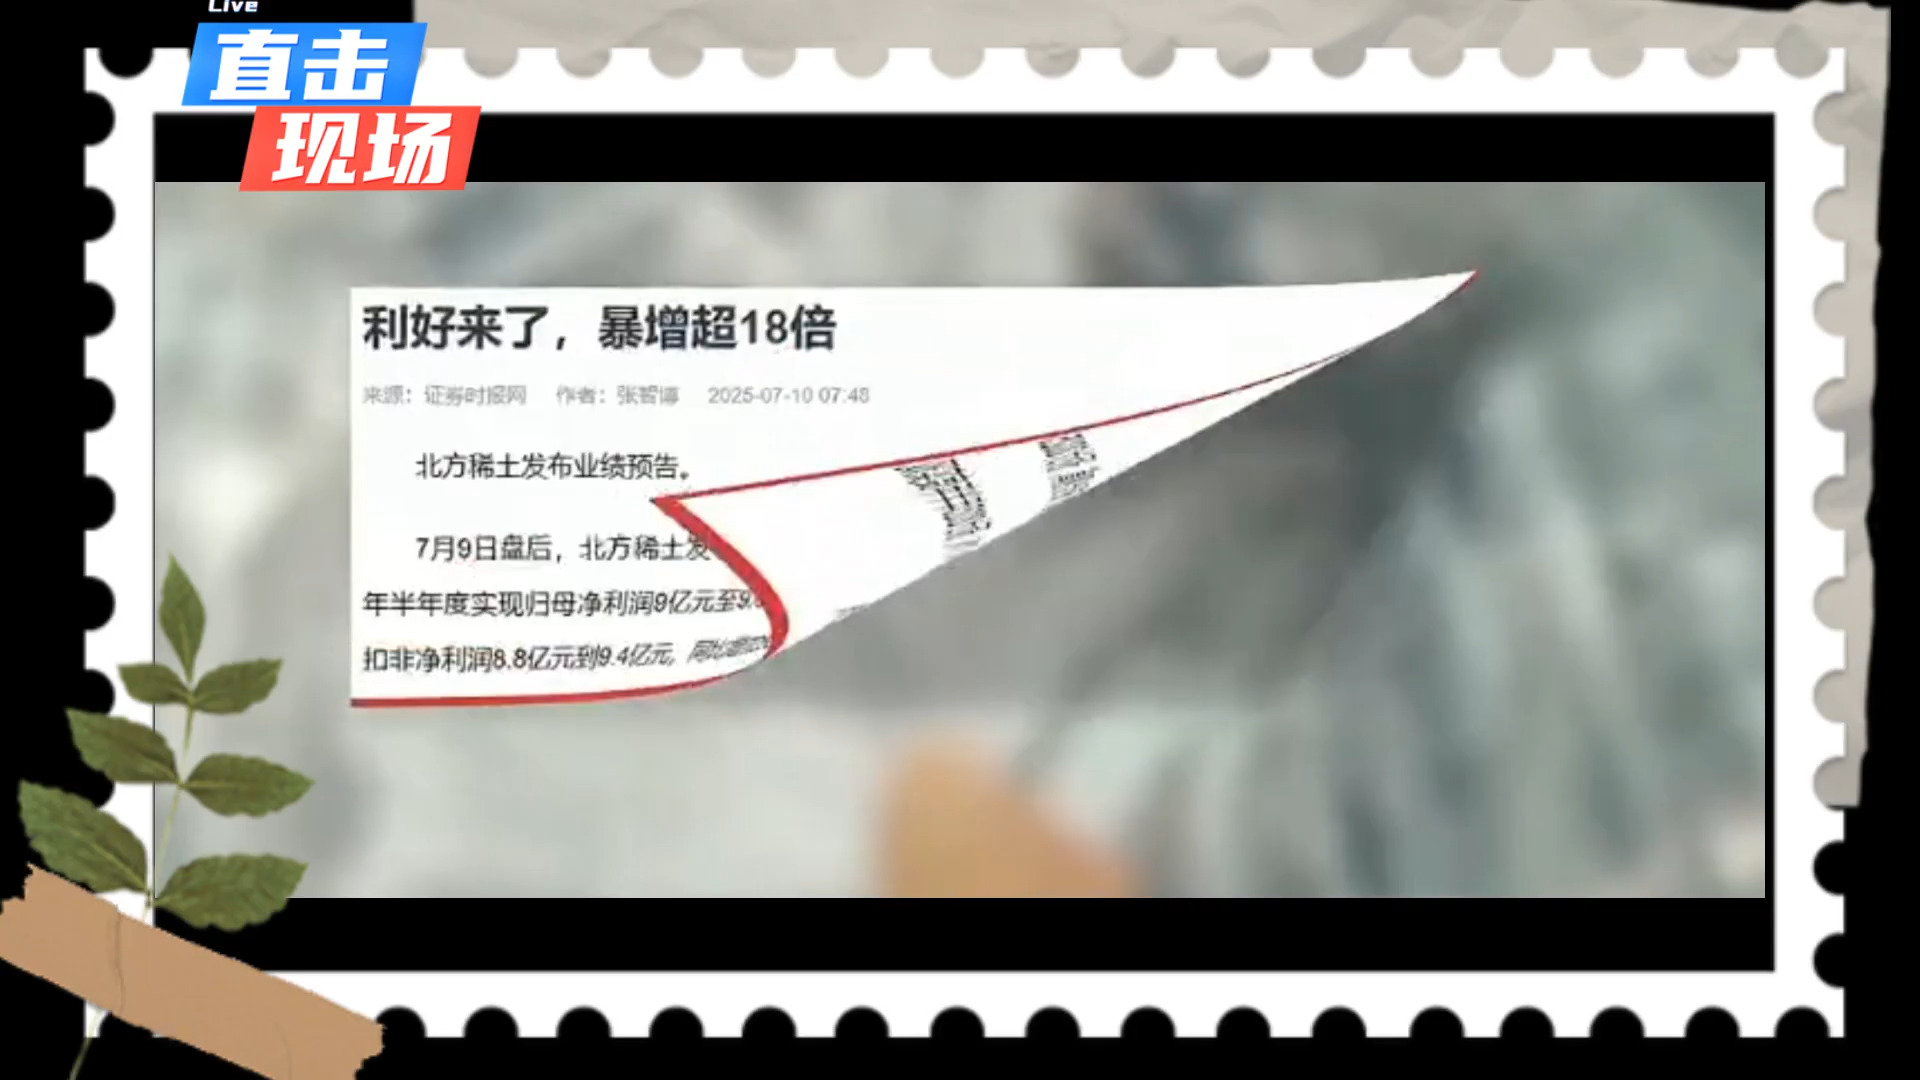 Live
直击
现场
利好来了，暴增超18倍
来源：证券时报网 作者：张智博 2025-07-10 07:48
北方稀土发布业绩预告。
7月9日盘后，北方稀土发
年半年度实现归母净利润9亿元至9.
扣非净利润8.8亿元到9.4亿元，同比增